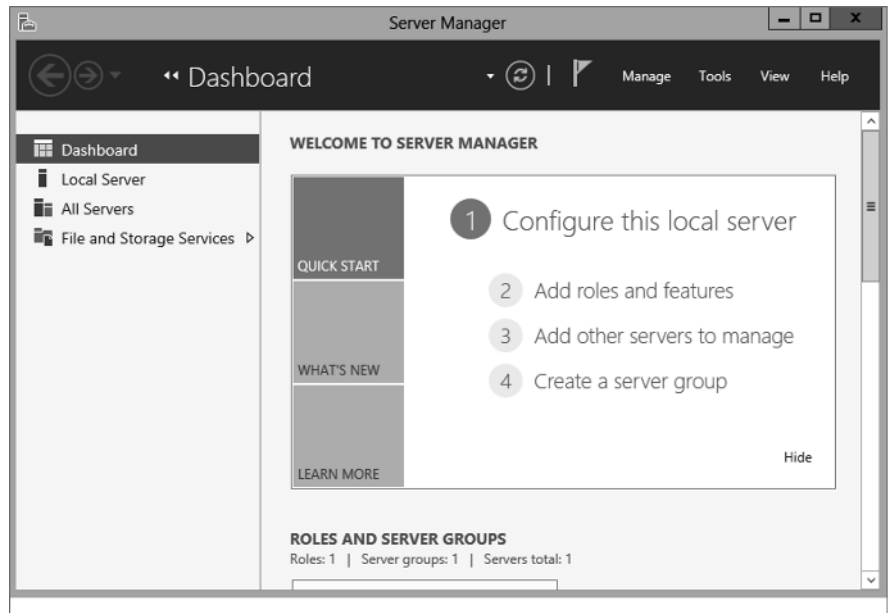 Server Manager
Dashboard
Manage Tools View Help
Dashboard
Local Server
All Servers
File and Storage Services
WELCOME TO SERVER MANAGER
QUICK START
WHAT'S NEW
LEARN MORE
1 Configure this local server
2 Add roles and features
3 Add other servers to manage
4 Create a server group
Hide
ROLES AND SERVER GROUPS
Roles: 1 | Server groups: 1 | Servers total: 1